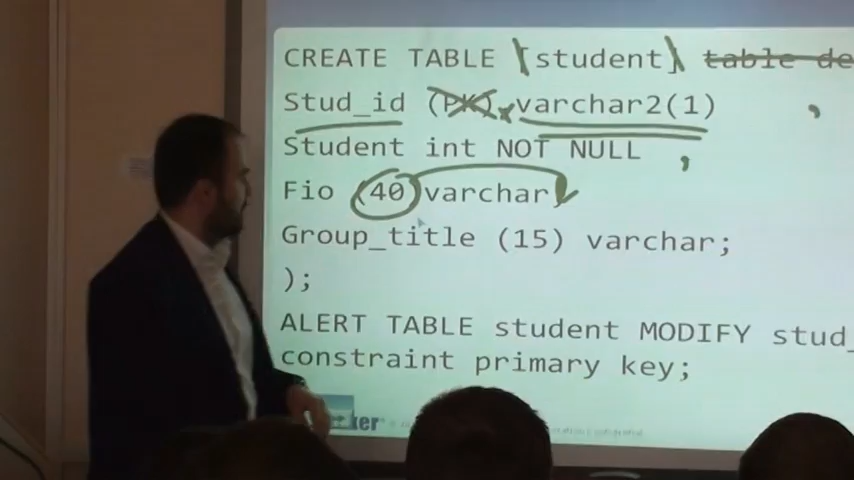 CREATE TABLE [student] table de
Stud_id (PK), varchar2(1) ,
Student int NOT NULL ,
Fio (40 varchar
Group_title (15) varchar;
);
ALERT TABLE student MODIFY stud_
constraint primary key;
ker